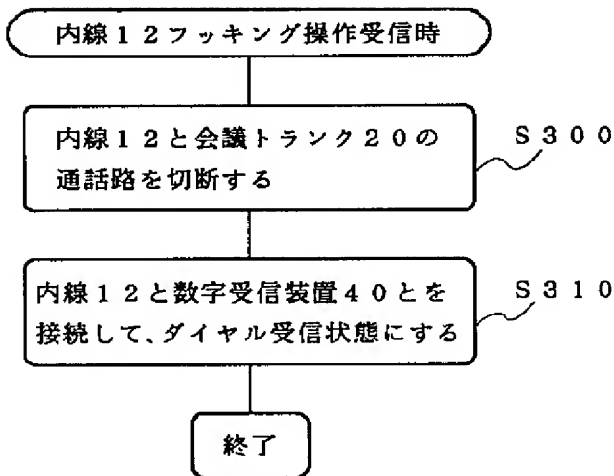 内線１２フッキング操作受信時
内線１２と会議トランク２０の
通話路を切断する
Ｓ３００
内線１２と数字受信装置４０とを
接続して、ダイヤル受信状態にする
Ｓ３１０
終了